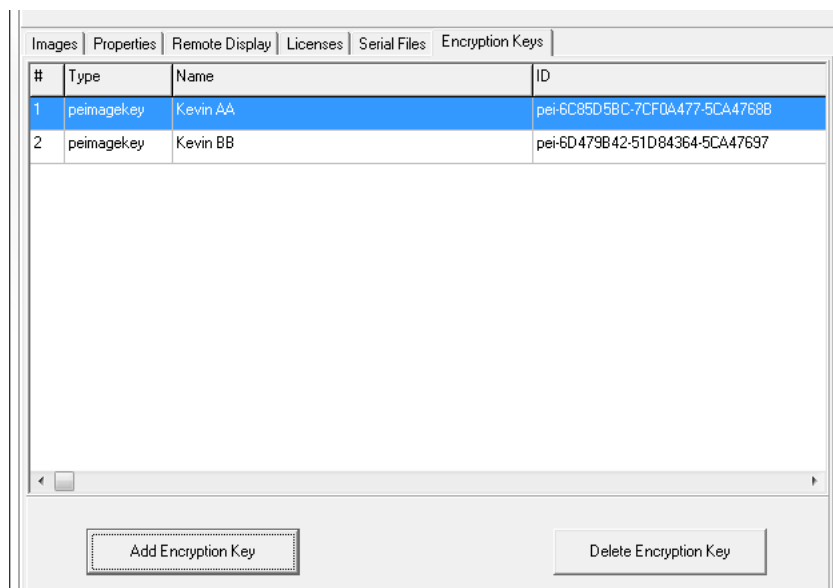 Images Properties Remote Display Licenses Serial Files Encryption Keys
# Type Name ID
1 peimagekey Kevin AA pei-6C85D5BC-7CF0A477-5CA4768B
2 peimagekey Kevin BB pei-6D479B42-51D84364-5CA47697
Add Encryption Key Delete Encryption Key